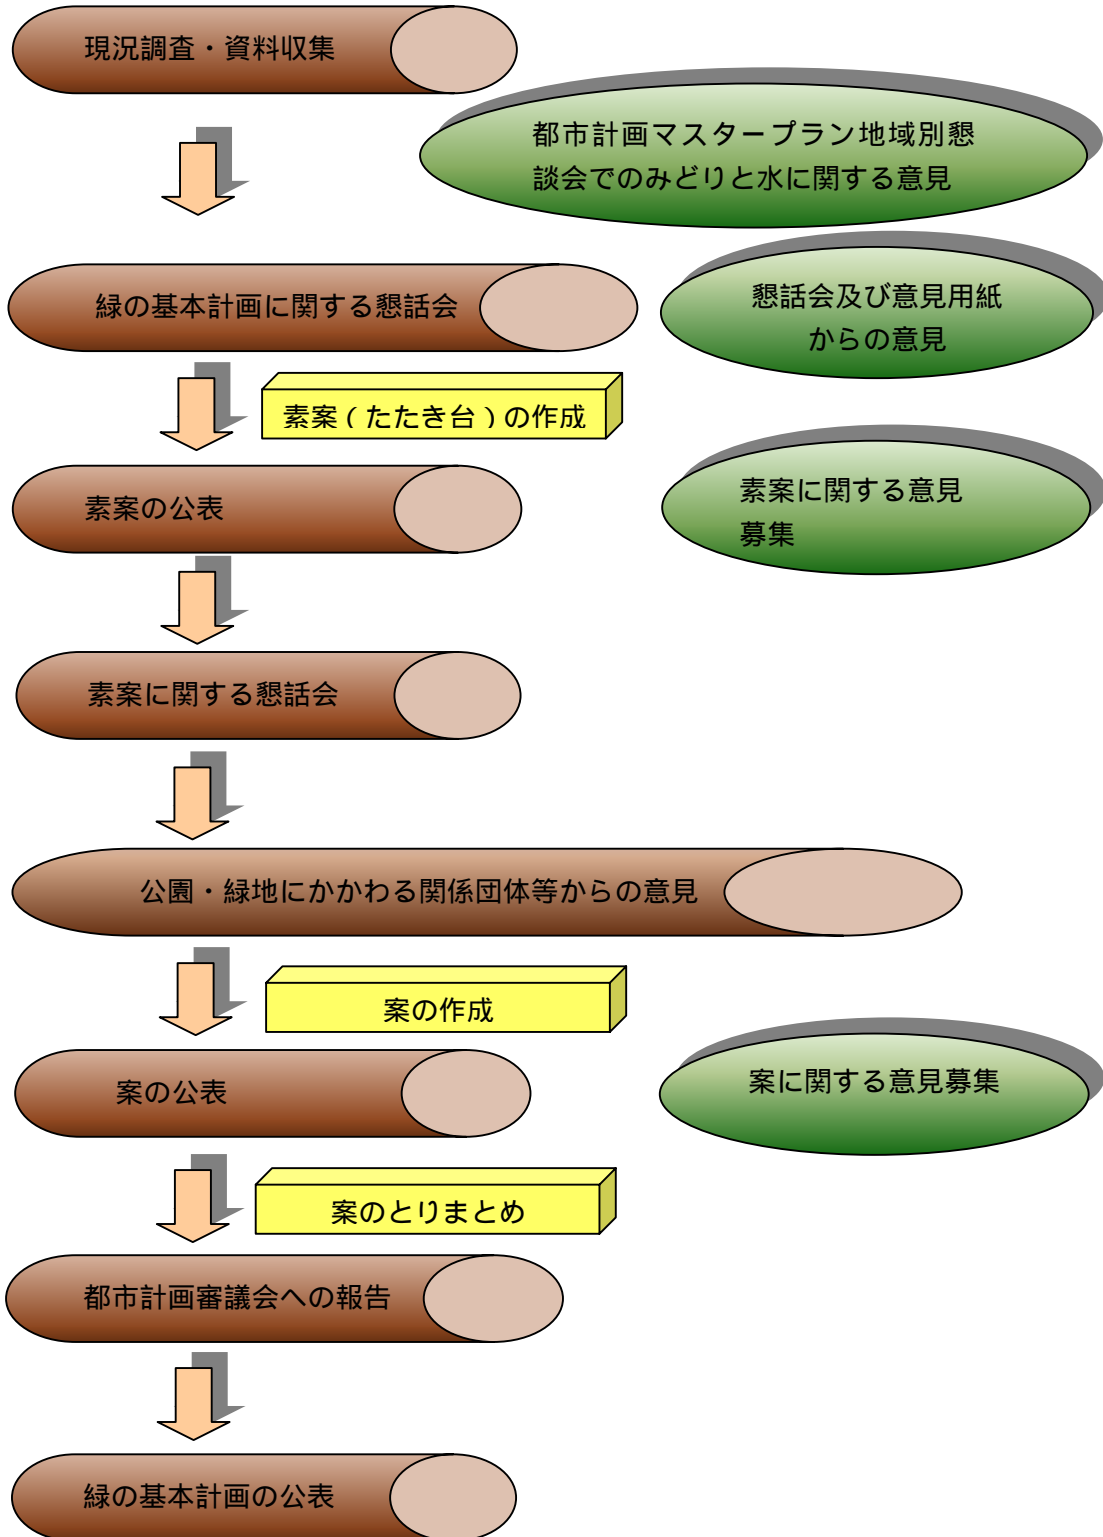 現況調査・資料収集
都市計画マスタープラン地域別懇
談会でのみどりと水に関する意見
緑の基本計画に関する懇話会
懇話会及び意見用紙
からの意見
素案(たたき台)の作成
素案の公表
素案に関する意見
募集
素案に関する懇話会
公園・緑地にかかわる関係団体等からの意見
案の作成
案の公表
案に関する意見募集
案のとりまとめ
都市計画審議会への報告
緑の基本計画の公表